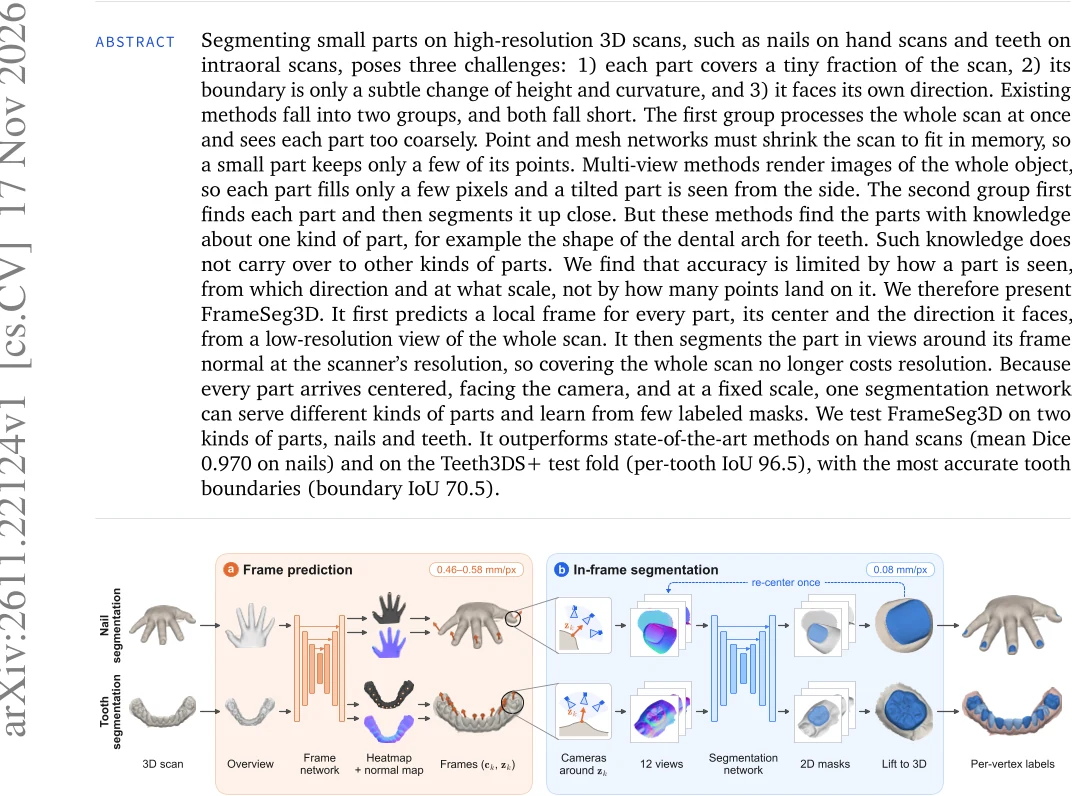 arXiv:2611.22124v1 [cs.CV] 17 Nov 2026
ABSTRACT
Segmenting small parts on high-resolution 3D scans, such as nails on hand scans and teeth on
intraoral scans, poses three challenges: 1) each part covers a tiny fraction of the scan, 2) its
boundary is only a subtle change of height and curvature, and 3) it faces its own direction. Existing
methods fall into two groups, and both fall short. The first group processes the whole scan at once
and sees each part too coarsely. Point and mesh networks must shrink the scan to fit in memory, so
a small part keeps only a few of its points. Multi-view methods render images of the whole object,
so each part fills only a few pixels and a tilted part is seen from the side. The second group first
finds each part and then segments it up close. But these methods find the parts with knowledge
about one kind of part, for example the shape of the dental arch for teeth. Such knowledge does
not carry over to other kinds of parts. We find that accuracy is limited by how a part is seen,
from which direction and at what scale, not by how many points land on it. We therefore present
FrameSeg3D. It first predicts a local frame for every part, its center and the direction it faces,
from a low-resolution view of the whole scan. It then segments the part in views around its frame
normal at the scanner's resolution, so covering the whole scan no longer costs resolution. Because
every part arrives centered, facing the camera, and at a fixed scale, one segmentation network
can serve different kinds of parts and learn from few labeled masks. We test FrameSeg3D on two
kinds of parts, nails and teeth. It outperforms state-of-the-art methods on hand scans (mean Dice
0.970 on nails) and on the Teeth3DS+ test fold (per-tooth IoU 96.5), with the most accurate tooth
boundaries (boundary IoU 70.5).
a Frame prediction
0.46–0.58 mm/px
b In-frame segmentation
0.08 mm/px
re-center once
Nail
segmentation
z_k
Tooth
segmentation
z_k
3D scan
Overview
Frame
network
Heatmap
+ normal map
Frames (c_k, z_k)
Cameras
around z_k
12 views
Segmentation
network
2D masks
Lift to 3D
Per-vertex labels